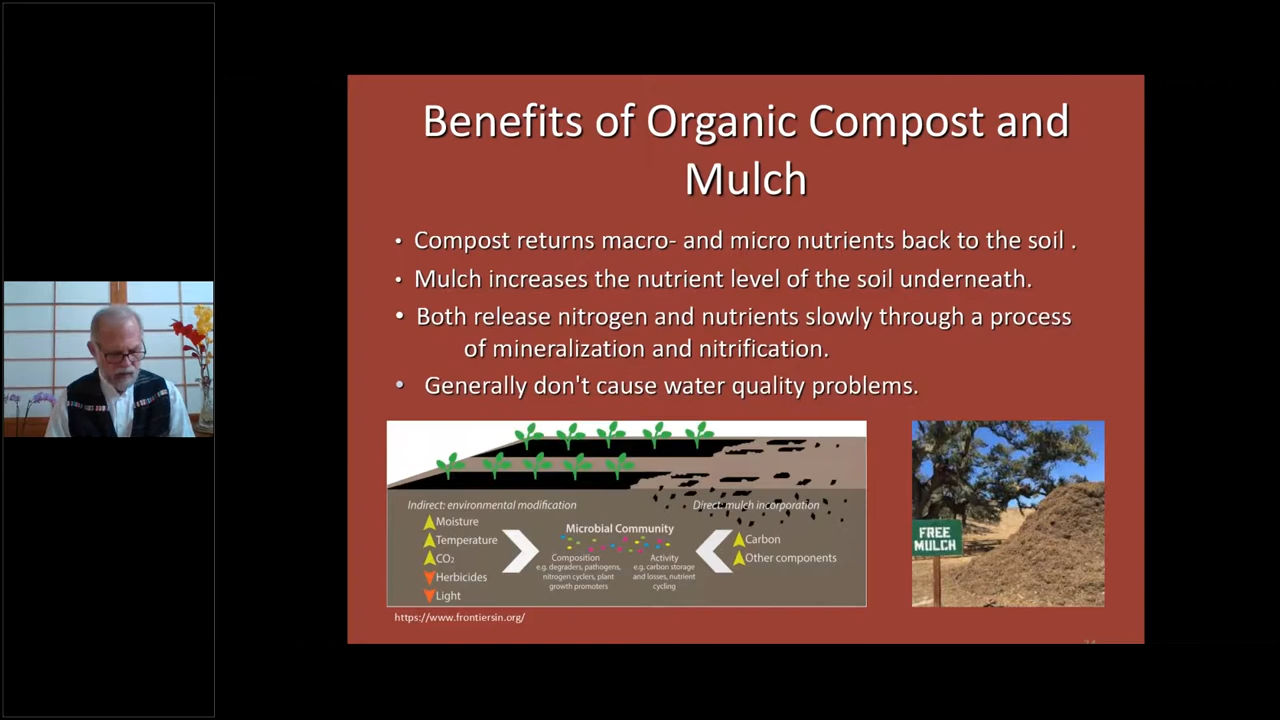 Benefits of Organic Compost and
Mulch
• Compost returns macro- and micro nutrients back to the soil .
• Mulch increases the nutrient level of the soil underneath.
• Both release nitrogen and nutrients slowly through a process
of mineralization and nitrification.
• Generally don't cause water quality problems.
Indirect: environmental modification
Moisture
Temperature
CO₂
Herbicides
Light
Microbial Community
Composition
e.g. degraders, pathogens,
nitrogen cyclers, plant
growth promoters
Activity
e.g. carbon storage
and losses, nutrient
cycling
Direct: mulch incorporation
Carbon
Other components
FREE
MULCH
https://www.frontiersin.org/